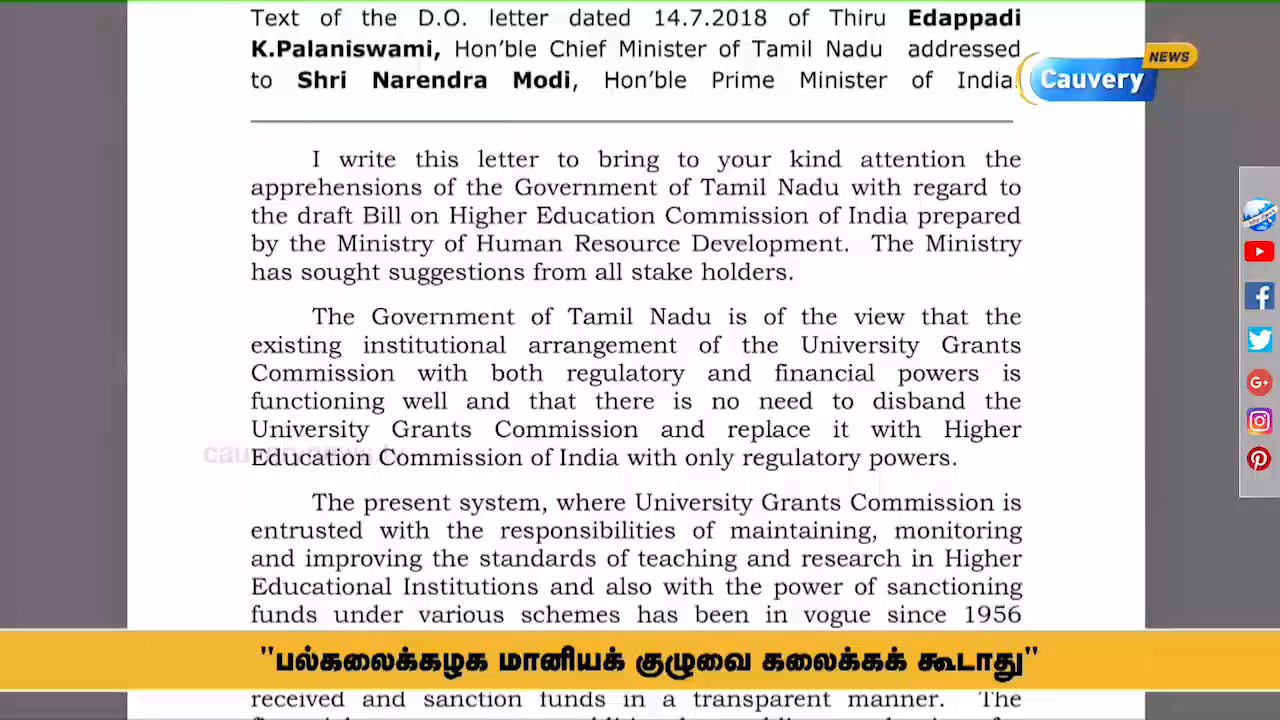 Text of the D.O. letter dated 14.7.2018 of Thiru Edappadi
K.Palaniswami, Hon'ble Chief Minister of Tamil Nadu addressed
to Shri Narendra Modi, Hon'ble Prime Minister of India.
NEWS
Cauvery
I write this letter to bring to your kind attention the
apprehensions of the Government of Tamil Nadu with regard to
the draft Bill on Higher Education Commission of India prepared
by the Ministry of Human Resource Development. The Ministry
has sought suggestions from all stake holders.
The Government of Tamil Nadu is of the view that the
existing institutional arrangement of the University Grants
Commission with both regulatory and financial powers is
functioning well and that there is no need to disband the
University Grants Commission and replace it with Higher
Education Commission of India with only regulatory powers.
The present system, where University Grants Commission is
entrusted with the responsibilities of maintaining, monitoring
and improving the standards of teaching and research in Higher
Educational Institutions and also with the power of sanctioning
funds under various schemes has been in vogue since 1956
"பல்கலைக்கழக மானியக் குழுவை கலைக்கக் கூடாது"
received and sanction funds in a transparent manner. The